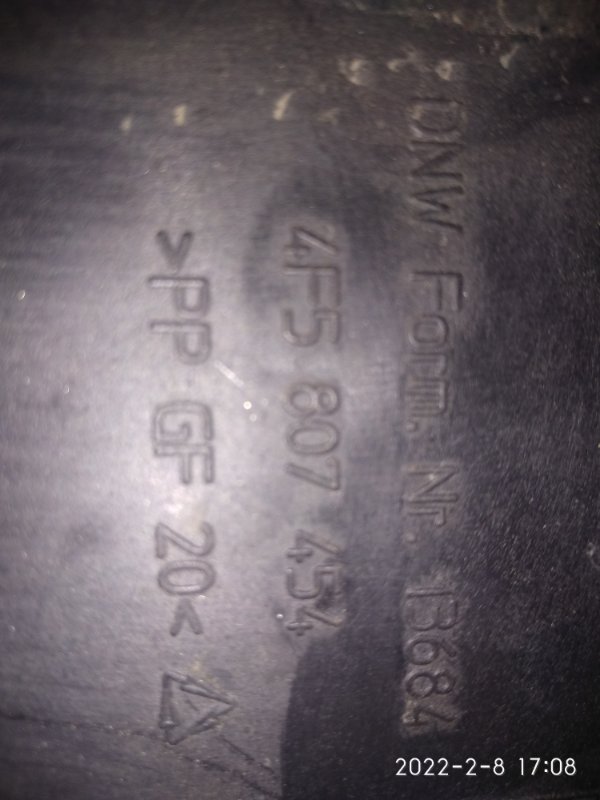 DNW Form. Nr. 13684
4F5 807 454
>PP GF 20<
2022-2-8 17:08